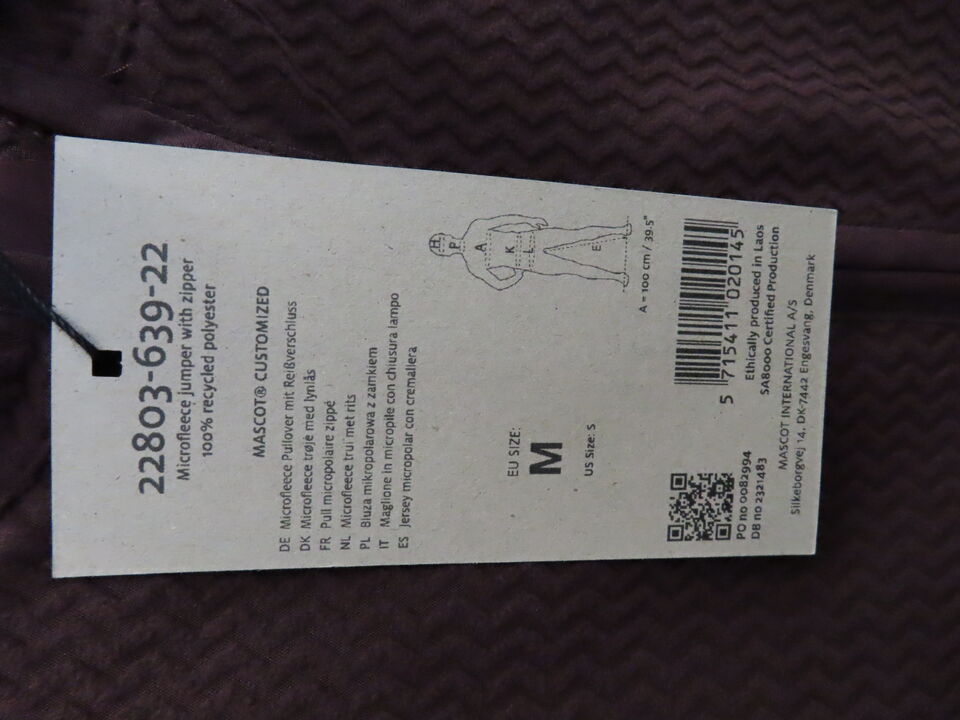 22803-639-22
Microfleece jumper with zipper
100% recycled polyester
MASCOT® CUSTOMIZED
DE Microfleece Pullover mit Reißverschluss
DK Microfleece trøje med lynlås
FR Pull micropolaire zippé
NL Microfleece trui met rits
PL Bluza mikropolarowa z zamkiem
IT Maglione in micropile con chiusura lampo
ES Jersey micropolar con cremallera
H
P
A
K
L
E
A = 100 cm / 39.5"
EU SIZE:
M
US Size: S
5 715411 020145
Ethically produced in Laos
SA8000 Certified Production
PO no 0082994
DB no 2321483
MASCOT INTERNATIONAL A/S
Silkeborgvej 14, DK-7442 Engesvang, Denmark